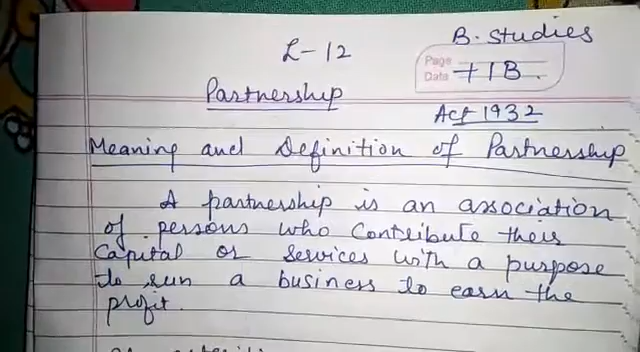 L-12
B. Studies
Page
Date +1B.
Partnership
Act 1932
Meaning and Definition of Partnership
A partnership is an association
of persons who contribute their
Capital or services with a purpose
to run a business to earn the
profit.